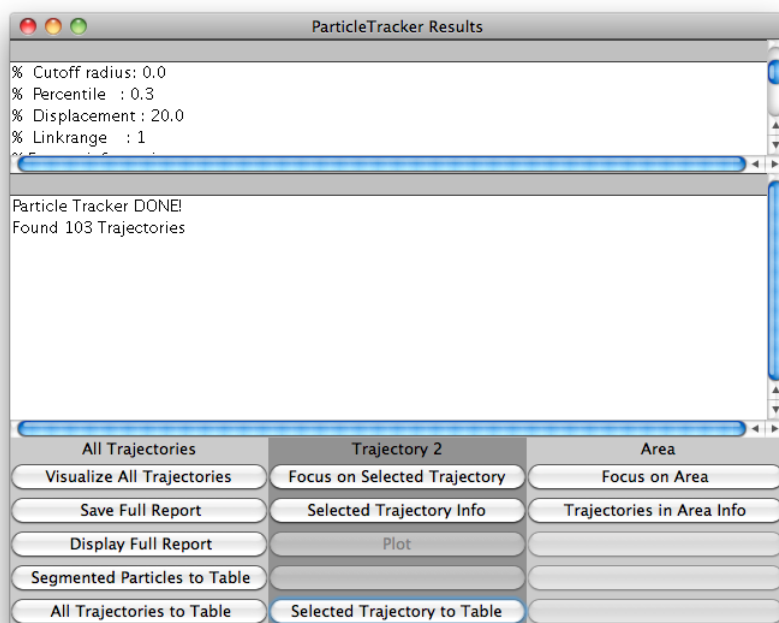 ParticleTracker Results
% Cutoff radius: 0.0
% Percentile : 0.3
% Displacement : 20.0
% Linkrange : 1
Particle Tracker DONE!
Found 103 Trajectories
All Trajectories Trajectory 2 Area
Visualize All Trajectories Focus on Selected Trajectory Focus on Area
Save Full Report Selected Trajectory Info Trajectories in Area Info
Display Full Report Plot
Segmented Particles to Table
All Trajectories to Table Selected Trajectory to Table